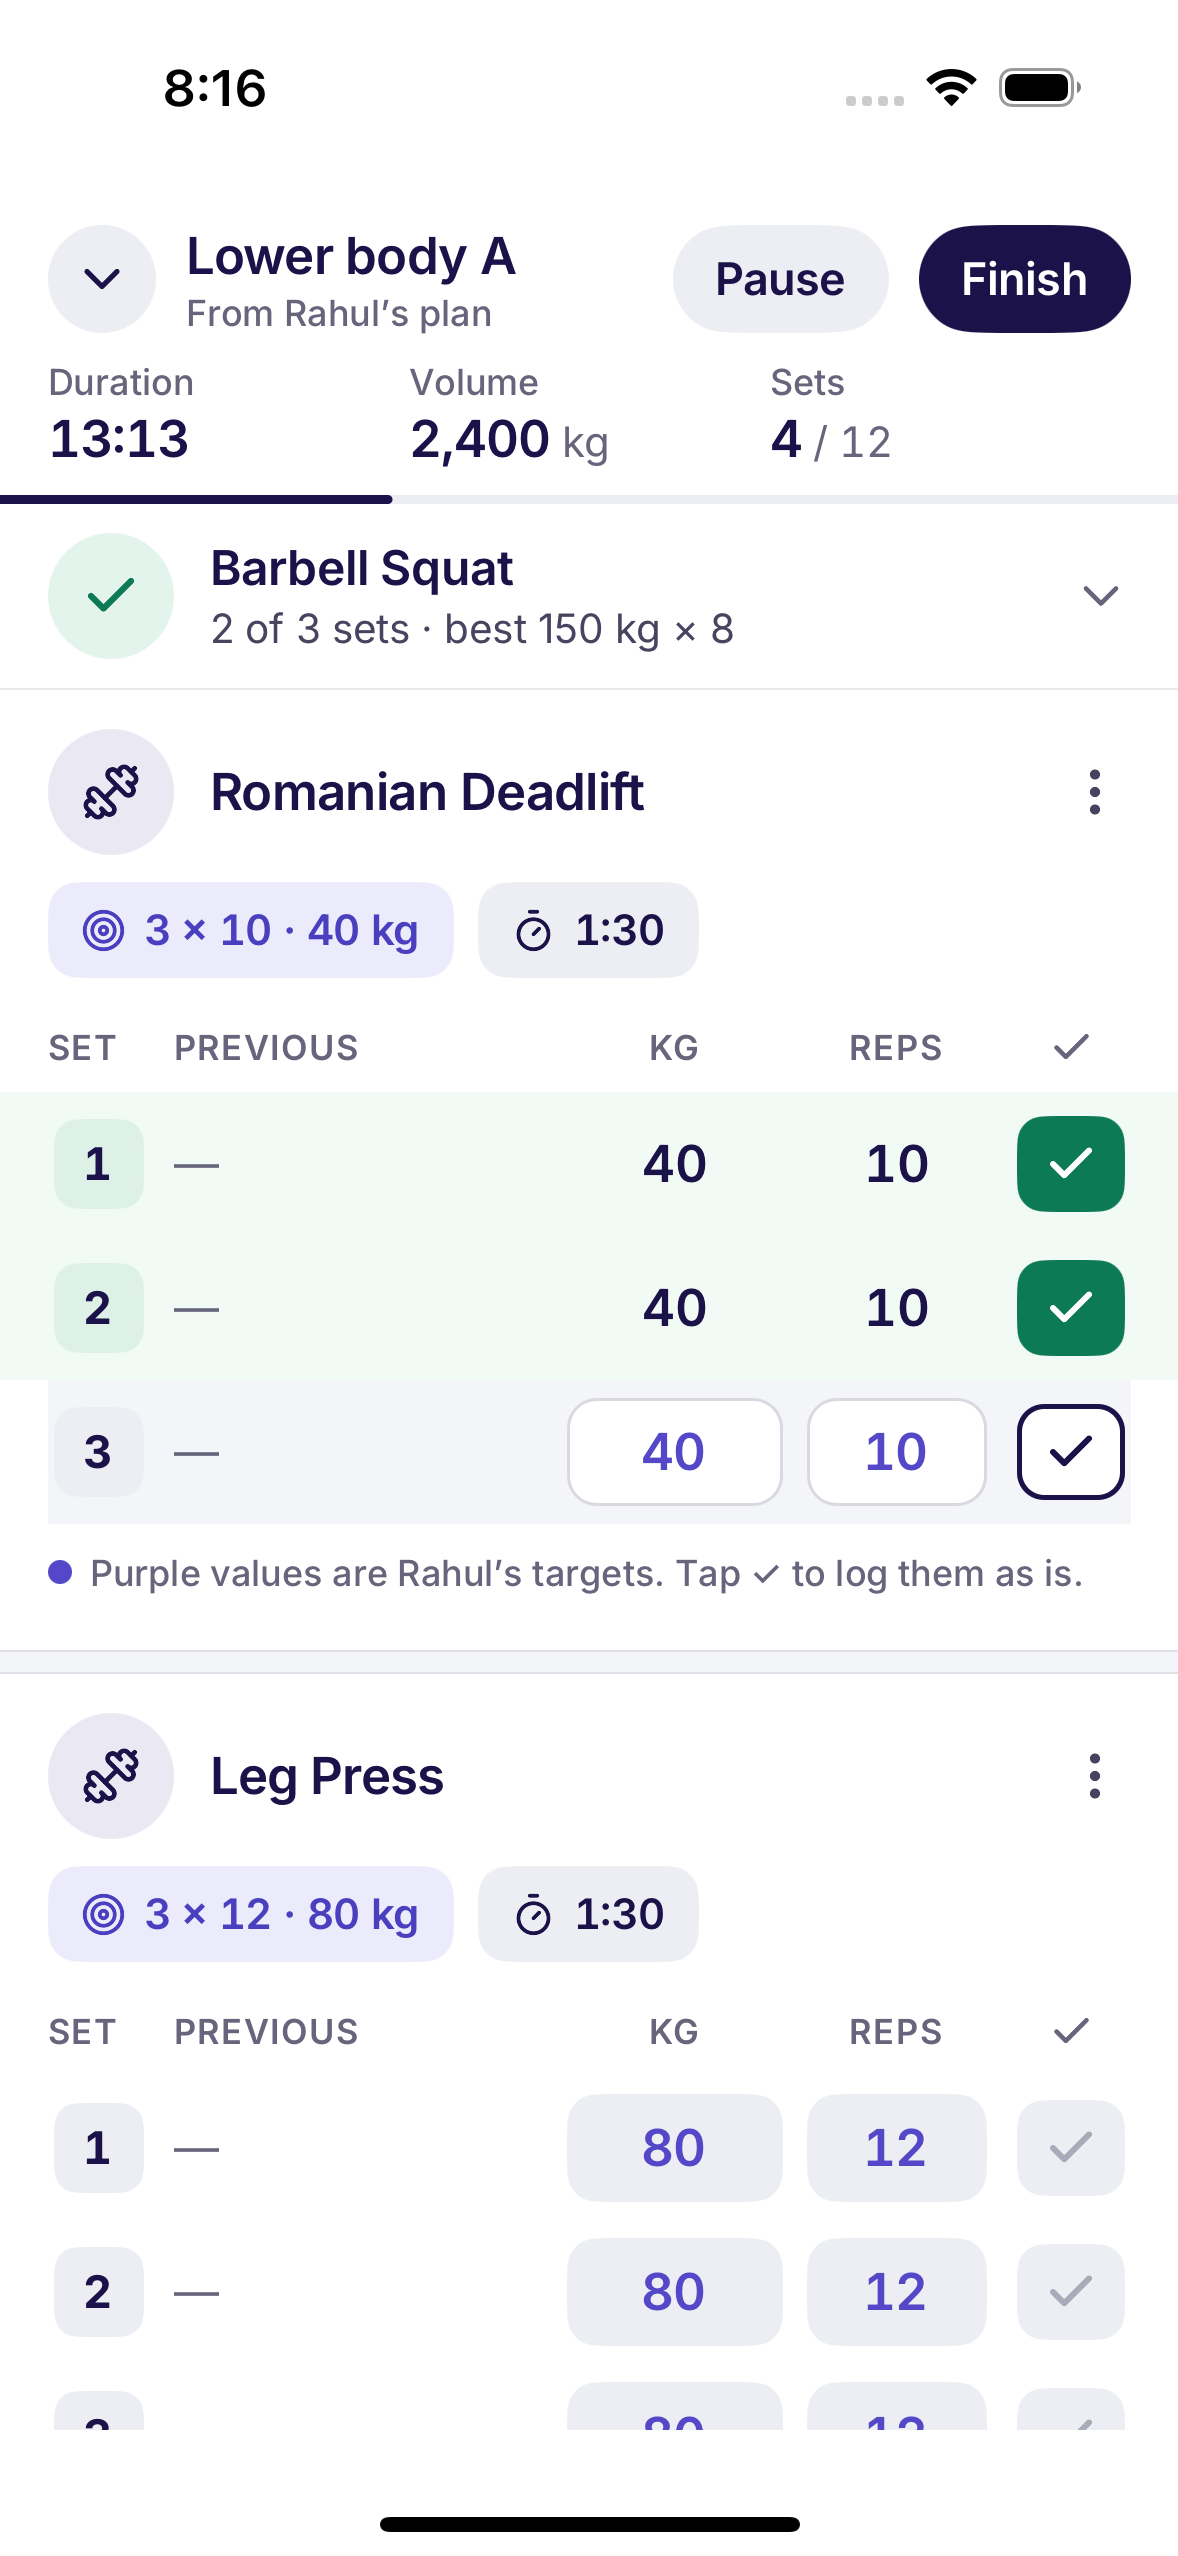 8:16
Lower body A
From Rahul’s plan
Pause
Finish
Duration
Volume
Sets
13:13
2,400 kg
4 / 12
Barbell Squat
2 of 3 sets · best 150 kg × 8
Romanian Deadlift
3 × 10 · 40 kg
1:30
SET PREVIOUS KG REPS ✓
1 — 40 10 ✓
2 — 40 10 ✓
3 — 40 10 ✓
Purple values are Rahul’s targets. Tap ✓ to log them as is.
Leg Press
3 × 12 · 80 kg
1:30
SET PREVIOUS KG REPS ✓
1 — 80 12 ✓
2 — 80 12 ✓